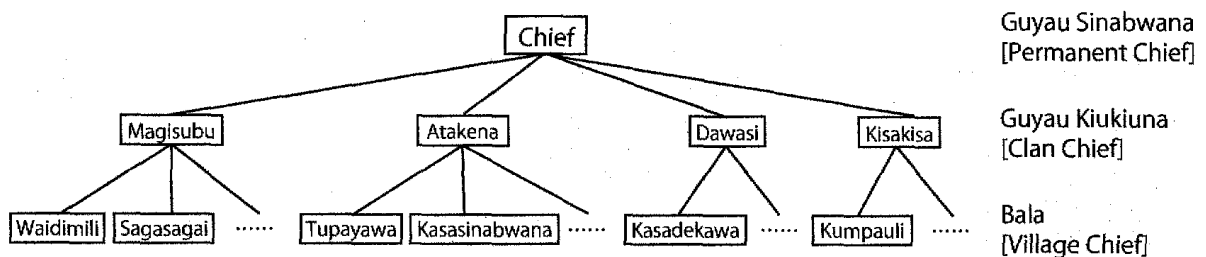 Chief
Guyau Sinabwana
[Permanent Chief]
Magisubu
Atakena
Dawasi
Kisakisa
Guyau Kiukiuna
[Clan Chief]
Waidimili
Sagasagai
......
Tupayawa
Kasasinabwana
......
Kasadekawa
......
Kumpauli
......
Bala
[Village Chief]